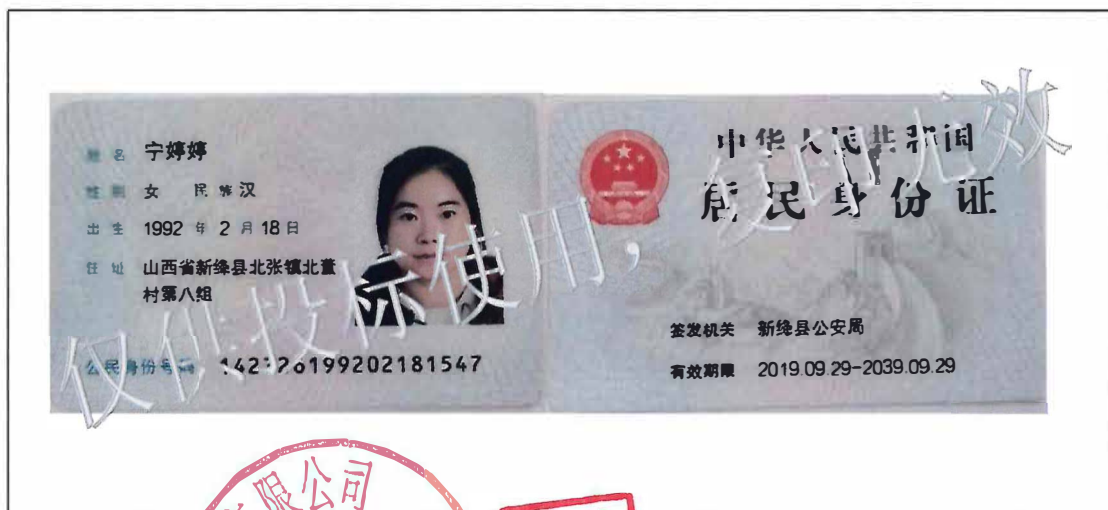 姓名 宁婷婷
性别 女 民族 汉
出生 1992 年 2 月 18 日
住址 山西省新绛县北张镇北董
村第八组
公民身份号码
中华人民共和国
居民身份证
签发机关 新绛县公安局
有效期限 2019.09.29-2039.09.29
仅供投标使用，复印无效
限公司